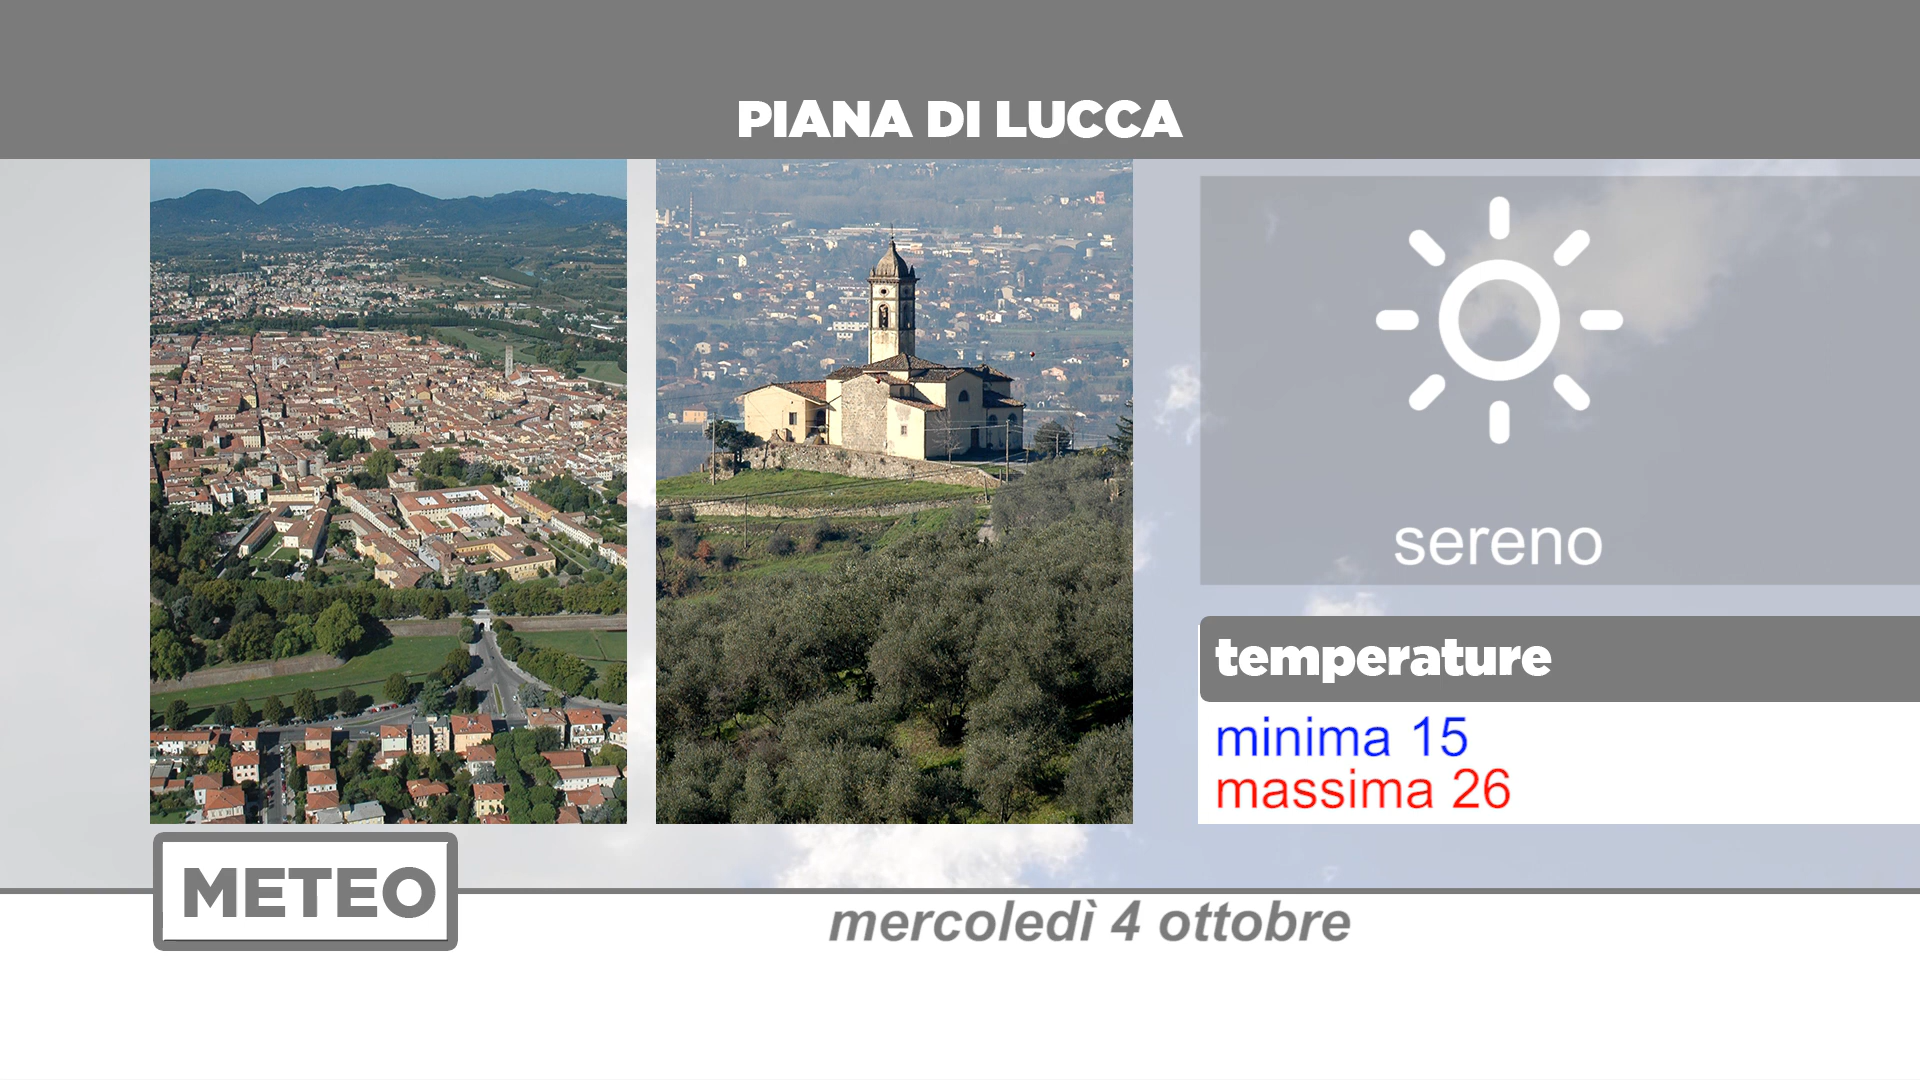 PIANA DI LUCCA
sereno
temperature
minima 15
massima 26
METEO
mercoledì 4 ottobre